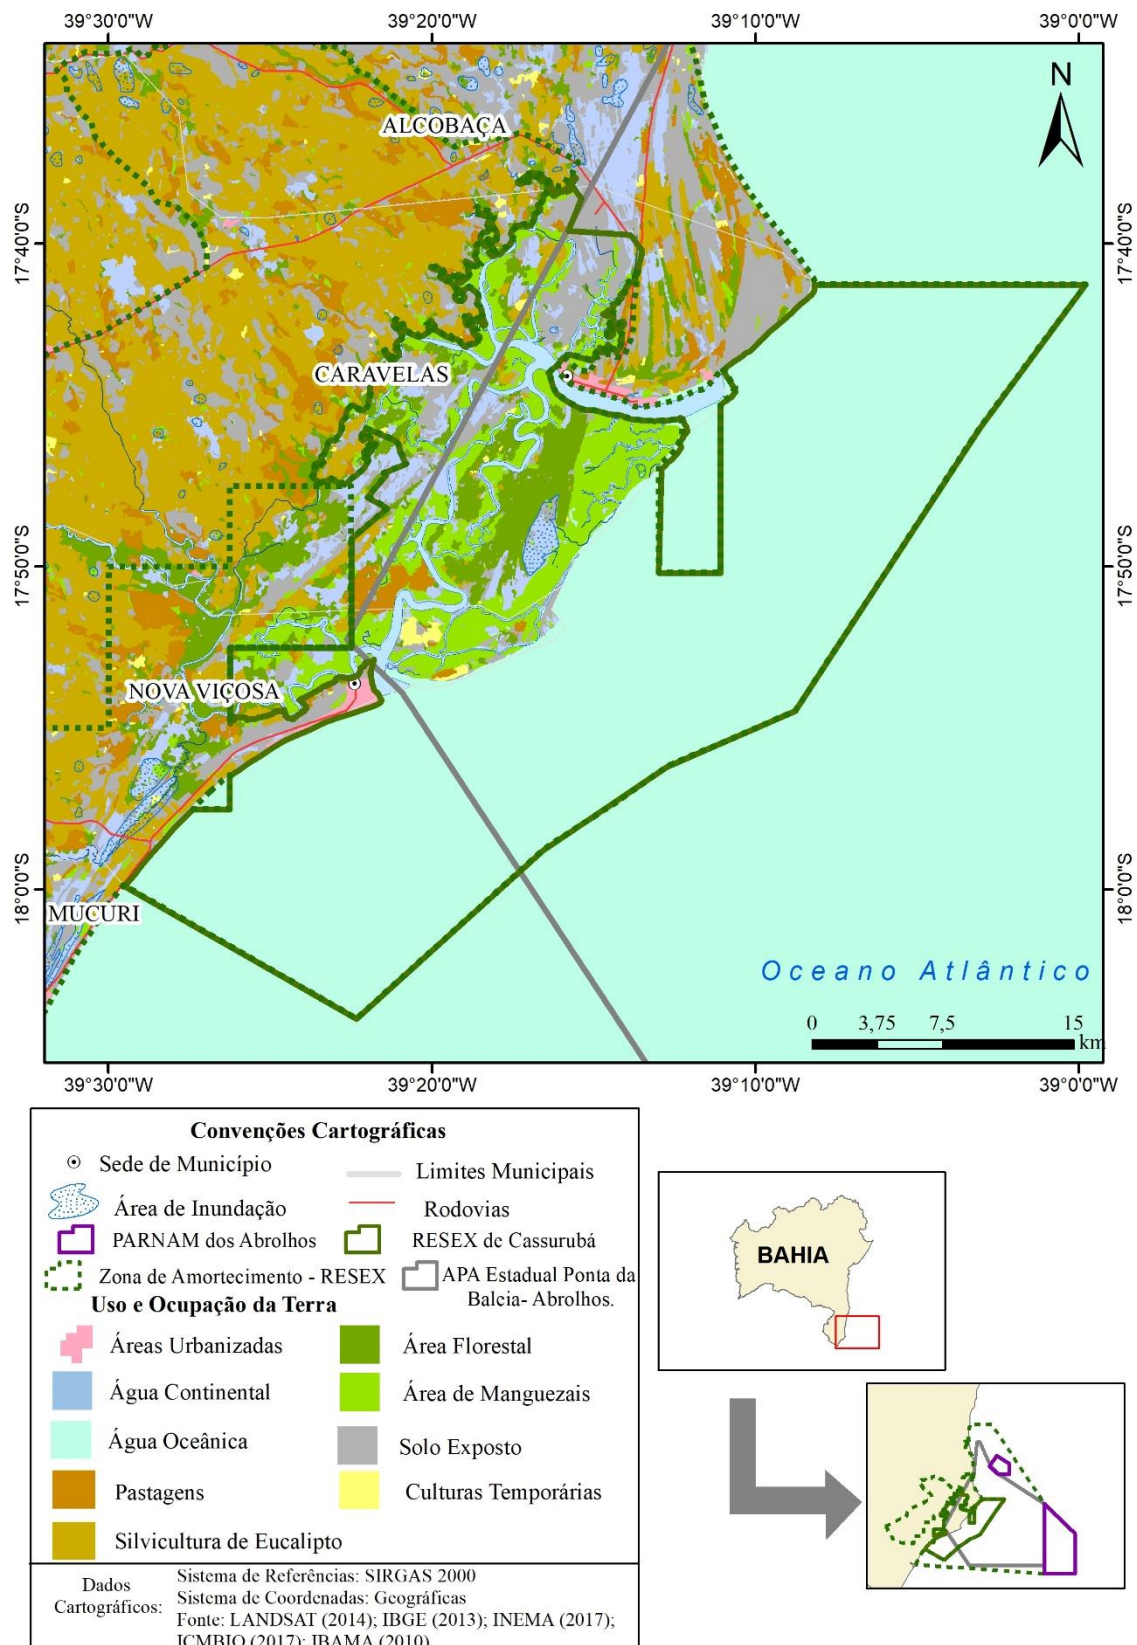 39°30'0"W 39°20'0"W 39°10'0"W 39°0'0"W
N
ALCOBAÇA
17°40'0"S 17°40'0"S
CARAVELAS
17°50'0"S 17°50'0"S
NOVA VIÇOSA
18°0'0"S 18°0'0"S
MUCURI
Oceano Atlântico
0 3,75 7,5 15
km
39°30'0"W 39°20'0"W 39°10'0"W 39°0'0"W
Convenções Cartográficas
Sede de Município
Limites Municipais
Área de Inundação
Rodovias
PARNAM dos Abrolhos
RESEX de Cassurubá
Zona de Amortecimento - RESEX
APA Estadual Ponta da
Baleia- Abrolhos.
Uso e Ocupação da Terra
Áreas Urbanizadas
Área Florestal
Água Continental
Área de Manguezais
Água Oceânica
Solo Exposto
Pastagens
Culturas Temporárias
Silvicultura de Eucalipto
Dados
Cartográficos:
Sistema de Referências: SIRGAS 2000
Sistema de Coordenadas: Geográficas
Fonte: LANDSAT (2014); IBGE (2013); INEMA (2017);
ICMBIO (2017); IBAMA (2010)
BAHIA